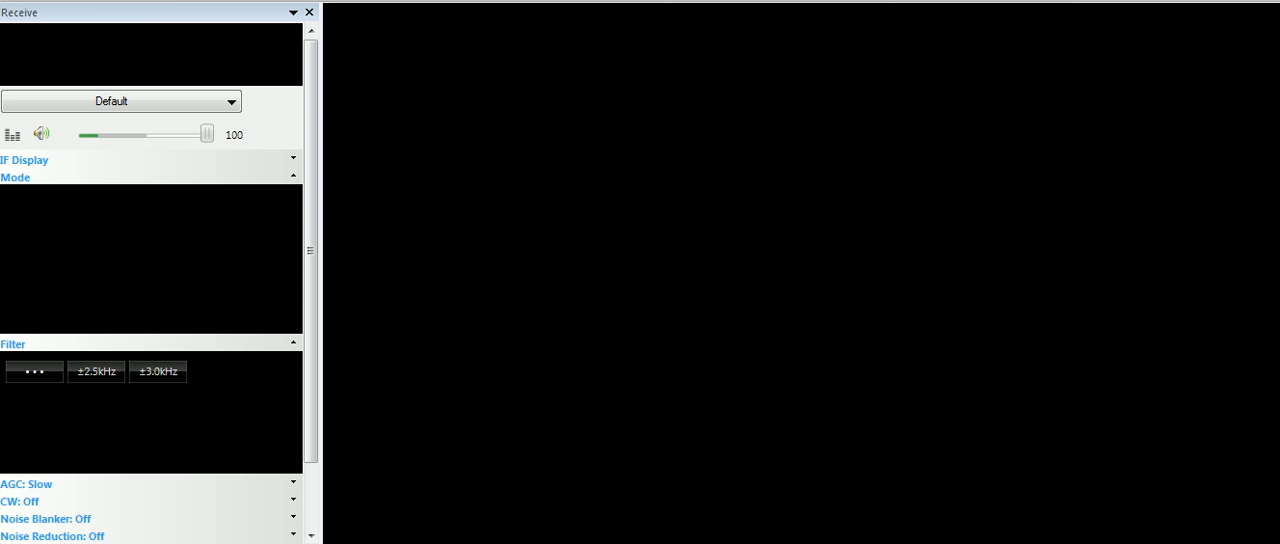 Receive
Default
100
IF Display
Mode
Filter
••• ±2.5kHz ±3.0kHz
AGC: Slow
CW: Off
Noise Blanker: Off
Noise Reduction: Off